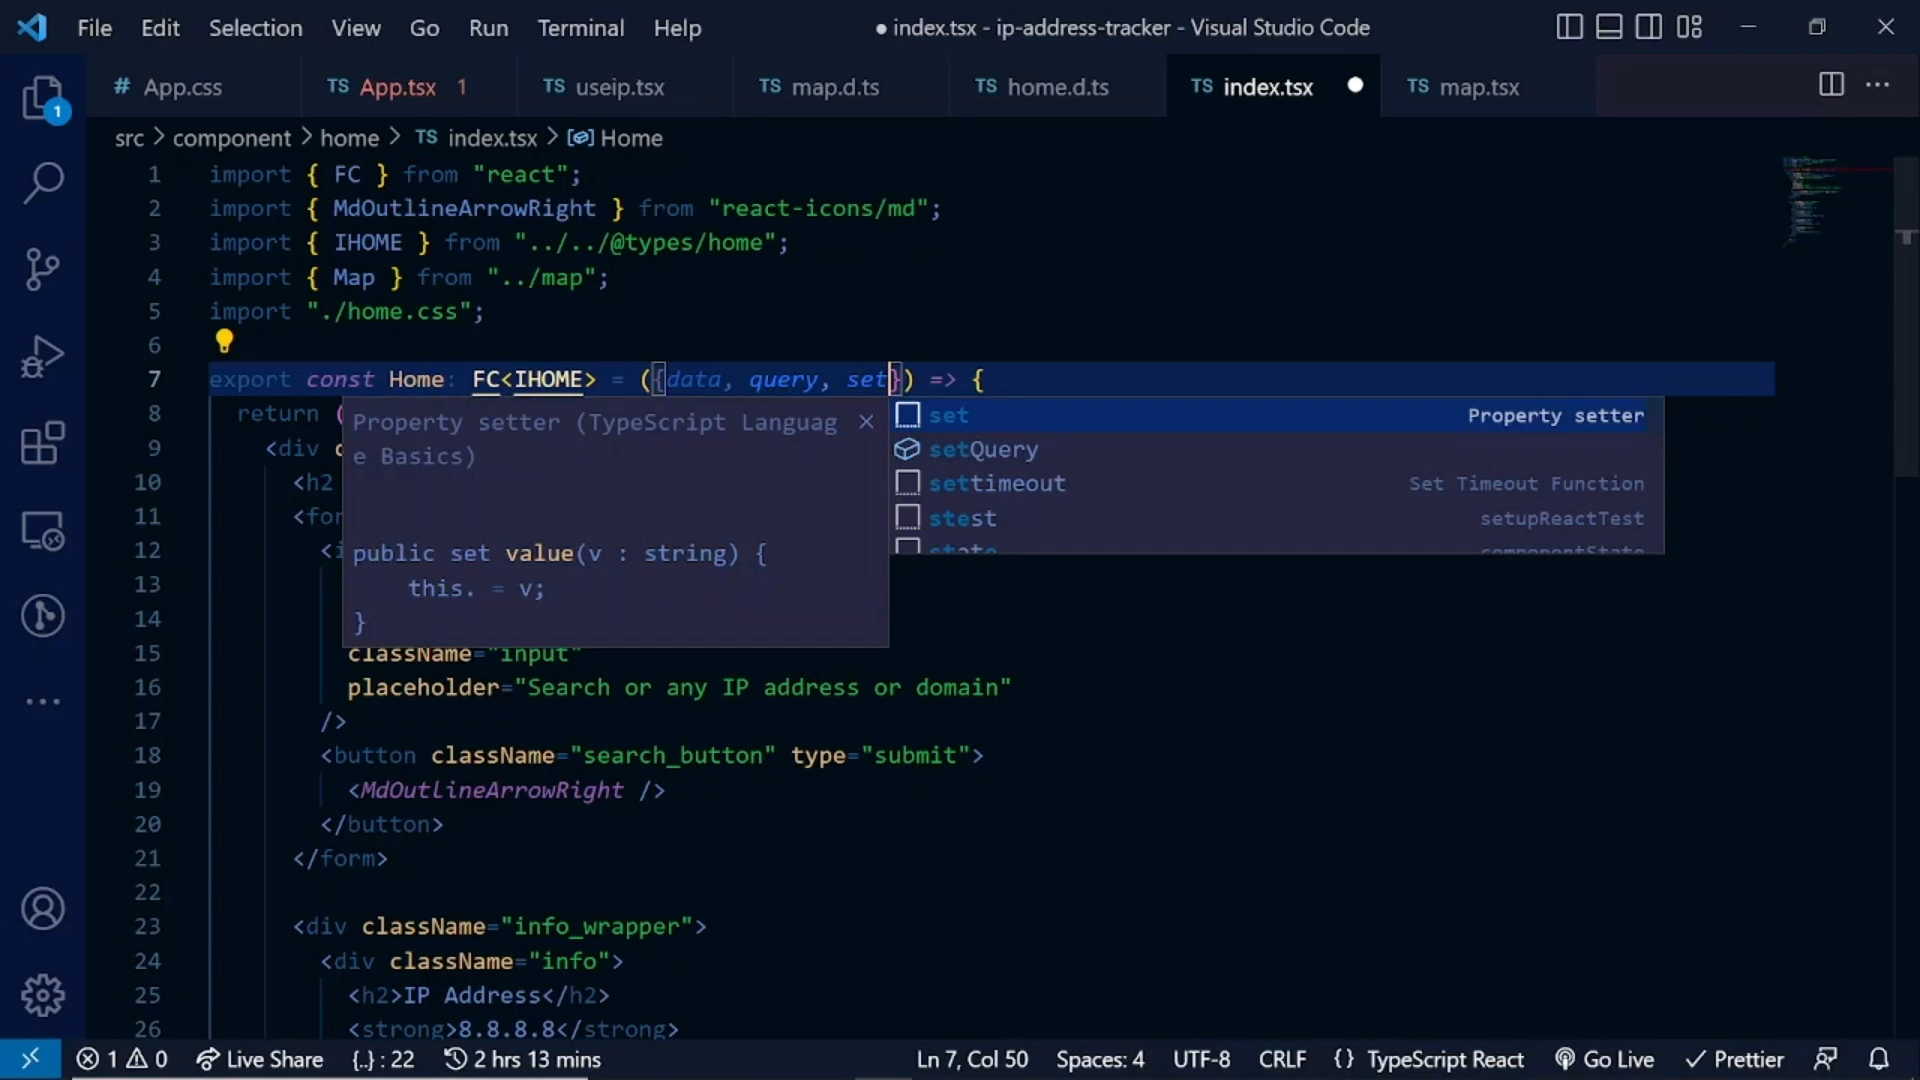 File Edit Selection View Go Run Terminal Help ● index.tsx - ip-address-tracker - Visual Studio Code
# App.css TS App.tsx 1 TS useip.tsx TS map.d.ts TS home.d.ts TS index.tsx ● TS map.tsx ···
1
src > component > home > TS index.tsx > Home
1 import { FC } from "react";
2 import { MdOutlineArrowRight } from "react-icons/md";
3 import { IHOME } from "../../@types/home";
4 import { Map } from "../map";
5 import "./home.css";
6
7 export const Home: FC<IHOME> = ({data, query, set}) => {
8 return (
9 <div c
10 <h2
11 <for
12 <i
13
14
15 className="input"
16 placeholder="Search or any IP address or domain"
17 />
18 <button className="search_button" type="submit">
19 <MdOutlineArrowRight />
20 </button>
21 </form>
22
23 <div className="info_wrapper">
24 <div className="info">
25 <h2>IP Address</h2>
26 <strong>8.8.8.8</strong>
Property setter (TypeScript Languag
e Basics)
public set value(v : string) {
this. = v;
}
set Property setter
setQuery
settimeout Set Timeout Function
stest setupReactTest
state componentState
1 0 Live Share {..} : 22 2 hrs 13 mins Ln 7, Col 50 Spaces: 4 UTF-8 CRLF {} TypeScript React Go Live Prettier